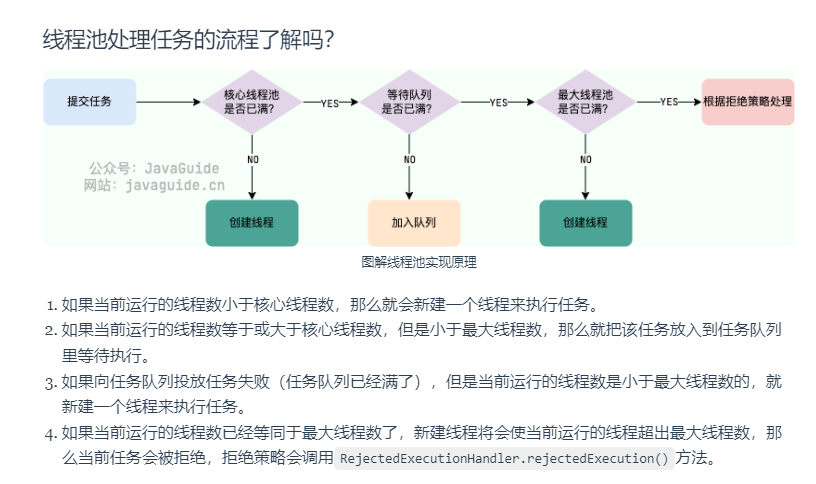 线程池处理任务的流程了解吗？
提交任务
核心线程池
是否已满？
YES
等待队列
是否已满？
YES
最大线程池
是否已满？
YES
根据拒绝策略处理
NO
NO
NO
公众号：JavaGuide
网站：javaguide.cn
创建线程
加入队列
创建线程
图解线程池实现原理
1. 如果当前运行的线程数小于核心线程数，那么就会新建一个线程来执行任务。
2. 如果当前运行的线程数等于或大于核心线程数，但是小于最大线程数，那么就把该任务放入到任务队列
里等待执行。
3. 如果向任务队列投放任务失败（任务队列已经满了），但是当前运行的线程数是小于最大线程数的，就
新建一个线程来执行任务。
4. 如果当前运行的线程数已经等同于最大线程数了，新建线程将会使当前运行的线程超出最大线程数，那
么当前任务会被拒绝，拒绝策略会调用 RejectedExecutionHandler.rejectedExecution() 方法。